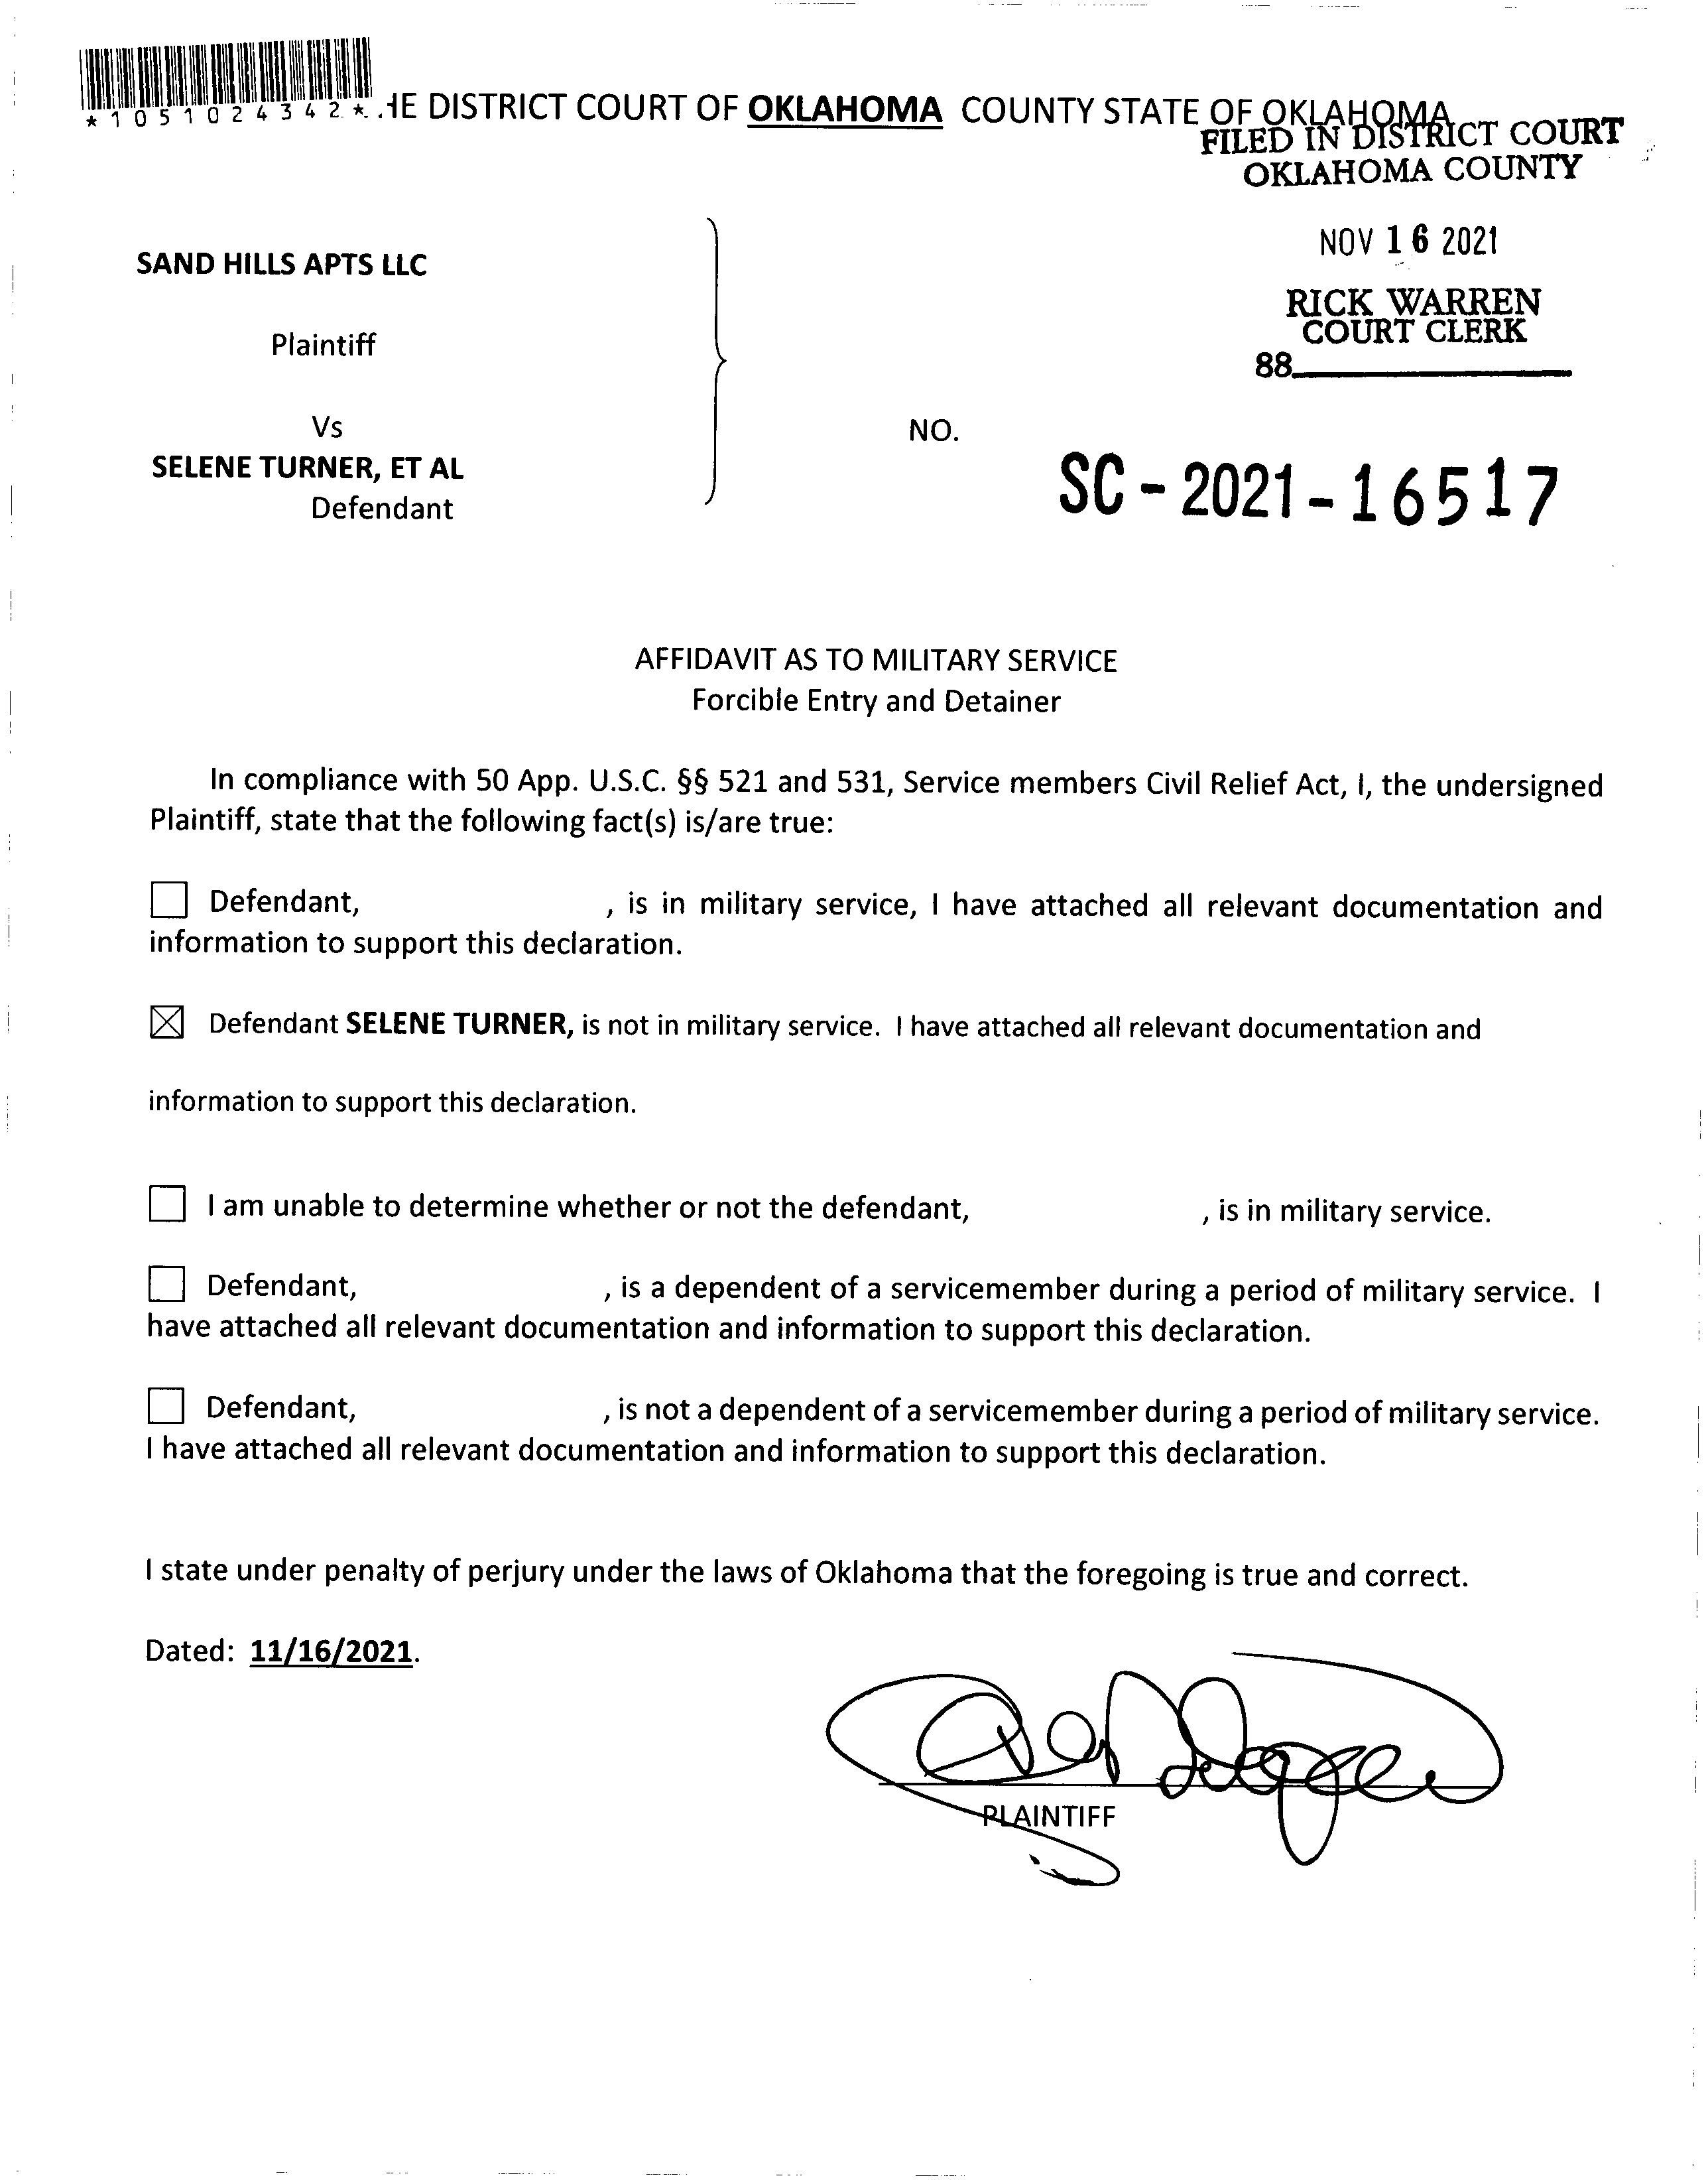 *1051024342*
.HE DISTRICT COURT OF OKLAHOMA COUNTY STATE OF OKLAHOMA
FILED IN DISTRICT COURT
OKLAHOMA COUNTY
NOV 16 2021
RICK WARREN
COURT CLERK
88
SAND HILLS APTS LLC
Plaintiff
Vs
NO.
SELENE TURNER, ET AL
Defendant
SC-2021-16517
AFFIDAVIT AS TO MILITARY SERVICE
Forcible Entry and Detainer
In compliance with 50 App. U.S.C. §§ 521 and 531, Service members Civil Relief Act, I, the undersigned
Plaintiff, state that the following fact(s) is/are true:
☐ Defendant, , is in military service, I have attached all relevant documentation and
information to support this declaration.
☒ Defendant SELENE TURNER, is not in military service. I have attached all relevant documentation and
information to support this declaration.
☐ I am unable to determine whether or not the defendant, , is in military service.
☐ Defendant, , is a dependent of a servicemember during a period of military service. I
have attached all relevant documentation and information to support this declaration.
☐ Defendant, , is not a dependent of a servicemember during a period of military service.
I have attached all relevant documentation and information to support this declaration.
I state under penalty of perjury under the laws of Oklahoma that the foregoing is true and correct.
Dated: 11/16/2021.
PLAINTIFF